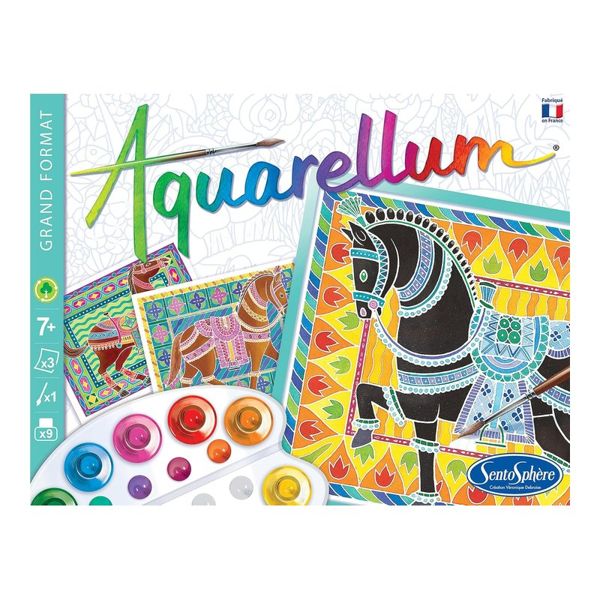 Fabriqué
en France
Aquarellum®
GRAND FORMAT
7+
x3
x1
x9
SentoSphère
Création Véronique Debroise